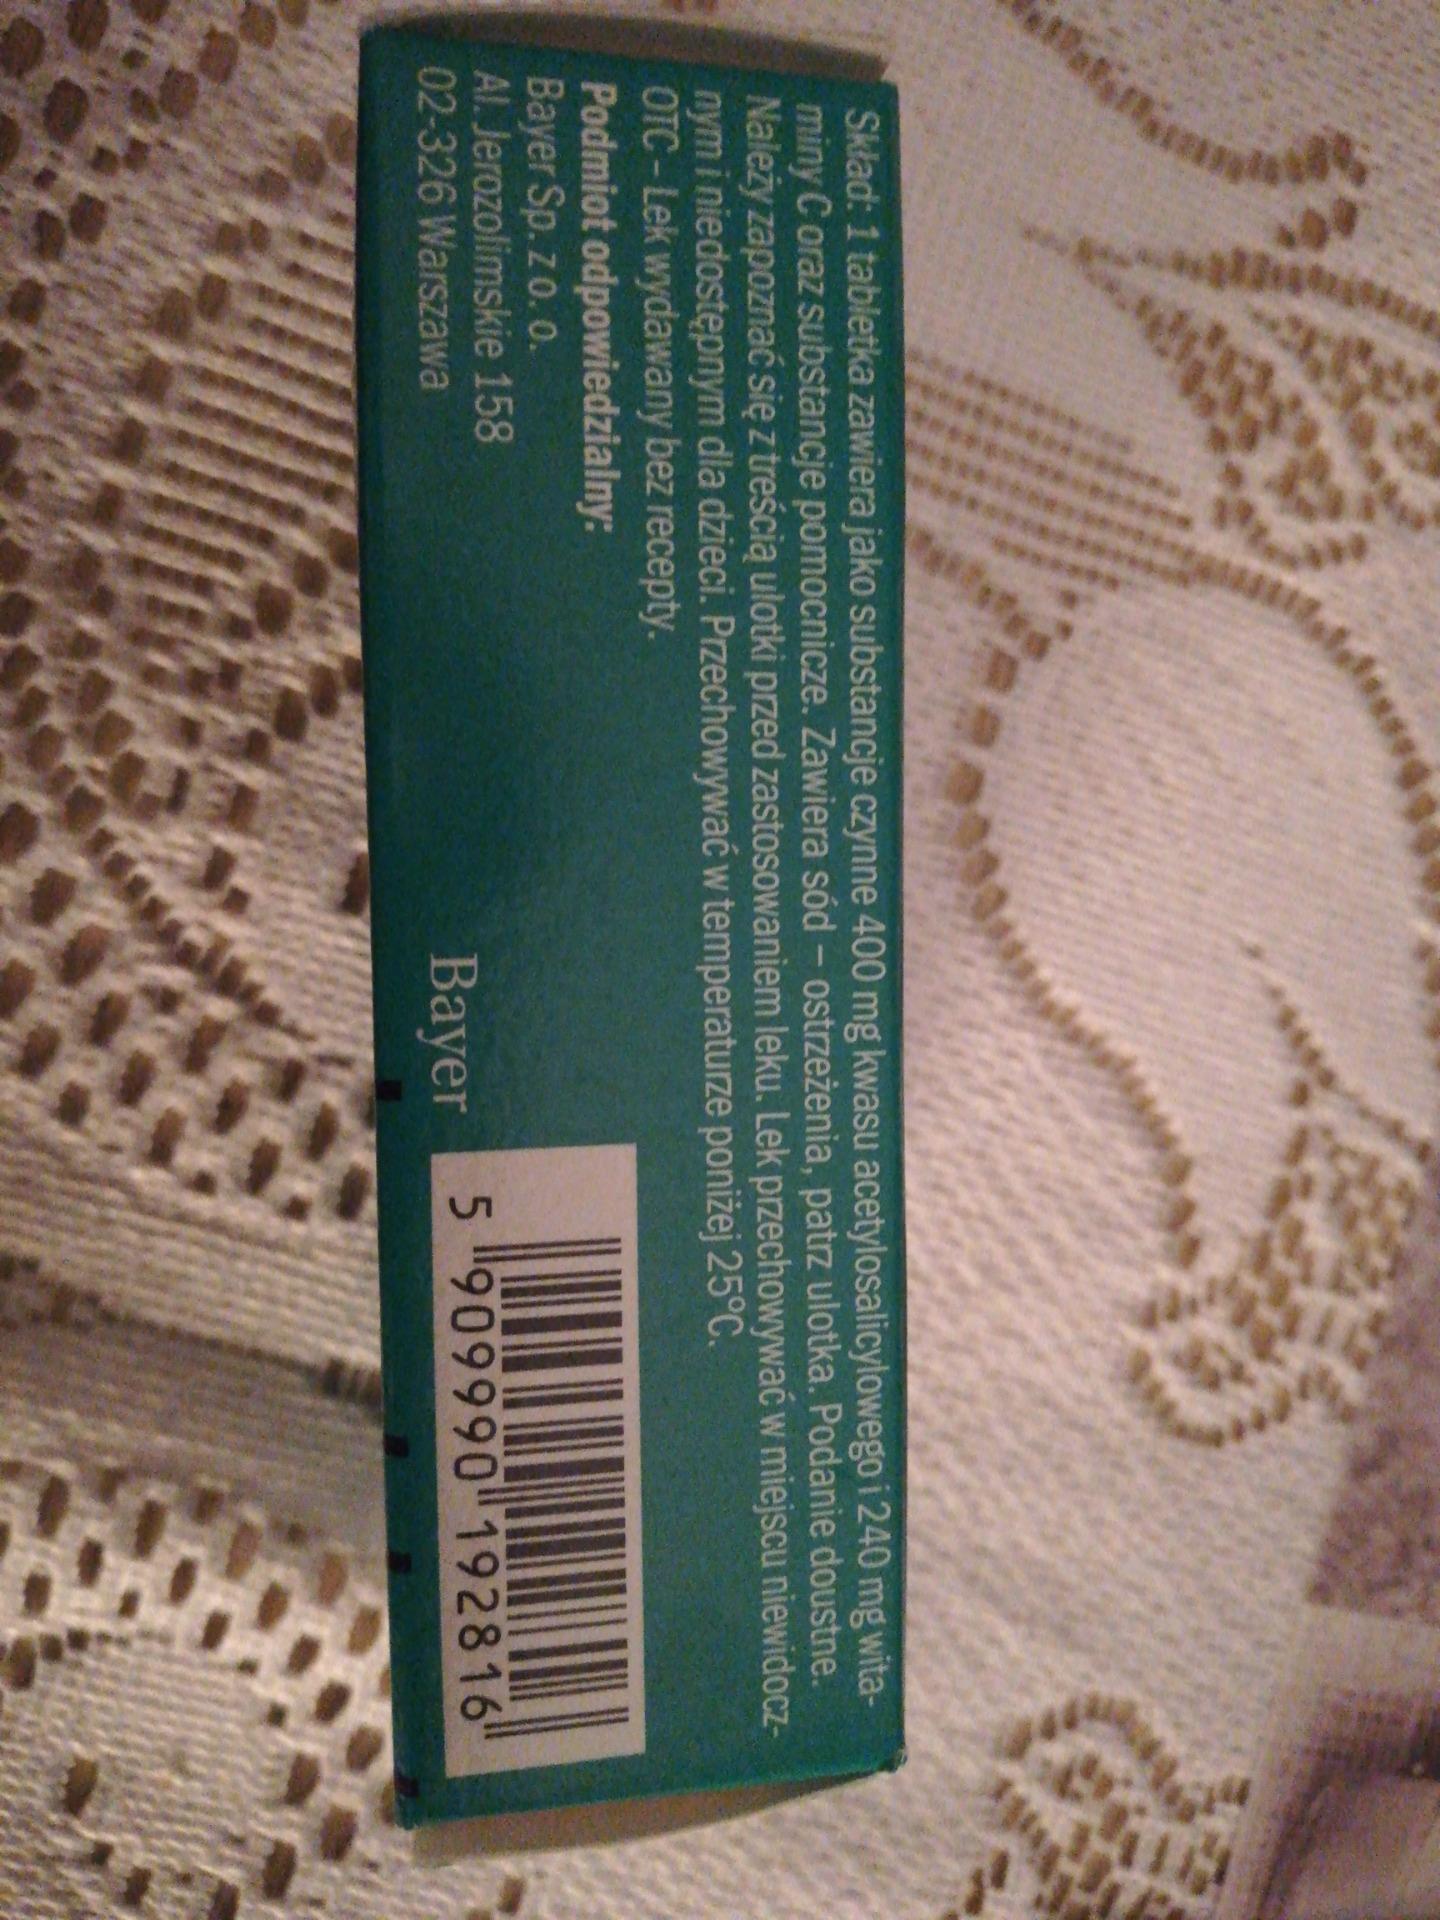 Skład: 1 tabletka zawiera jako substancje czynne 400 mg kwasu acetylosalicylowego i 240 mg wita-
miny C oraz substancje pomocnicze. Zawiera sód – ostrzeżenia, patrz ulotka. Podanie doustne.
Należy zapoznać się z treścią ulotki przed zastosowaniem leku. Lek przechowywać w miejscu niewidocz-
nym i niedostępnym dla dzieci. Przechowywać w temperaturze poniżej 25°C.
OTC - Lek wydawany bez recepty.
Podmiot odpowiedzialny:
Bayer Sp. z o. o.
Al. Jerozolimskie 158
02-326 Warszawa
Bayer
5 909990 192816